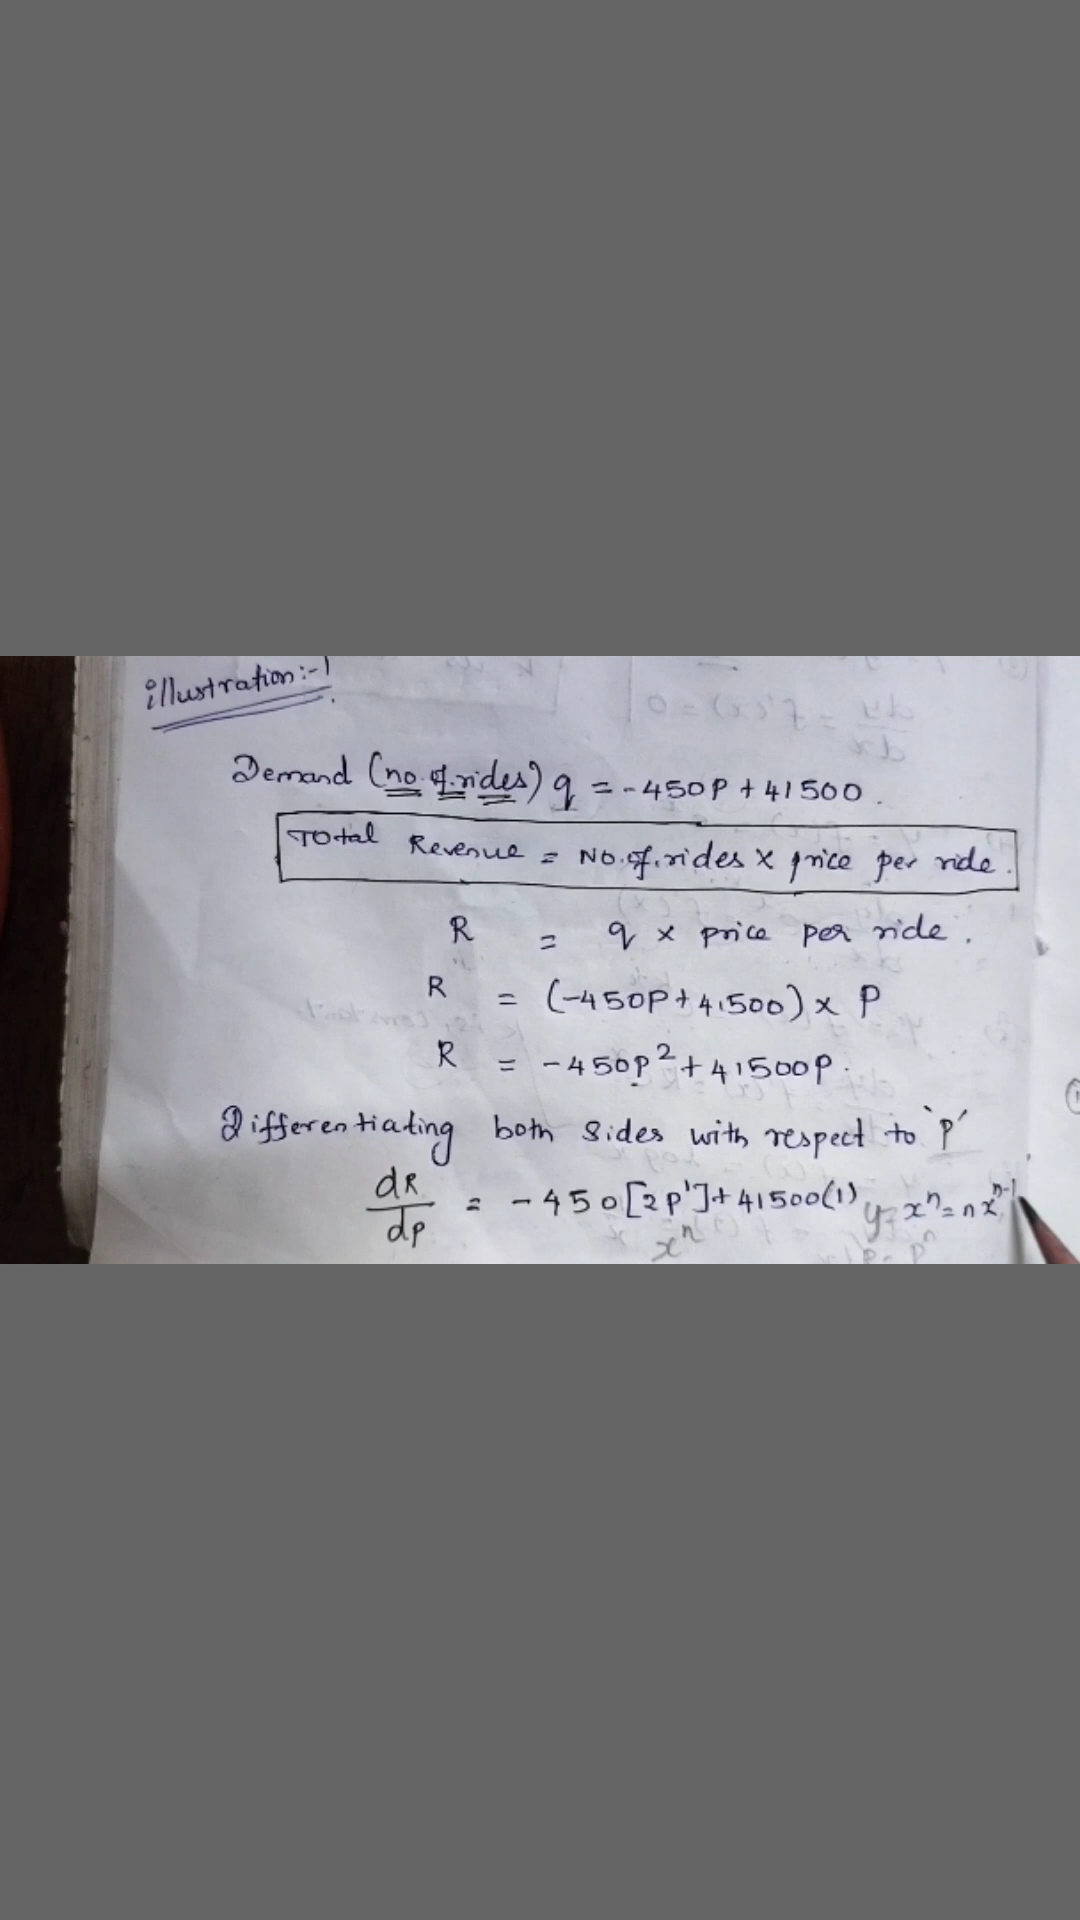 illustration:-1
Demand (no. of. rides) q = -450P + 41500.
Total Revenue = No. of. rides x price per ride.
R = q x price per ride.
R = (-450P + 41500) x P
R = -450p² + 41500p.
Differentiating both sides with respect to 'p'
dR/dp = -450[2p¹] + 41500(1) y = xⁿ = nxⁿ⁻¹
xⁿ